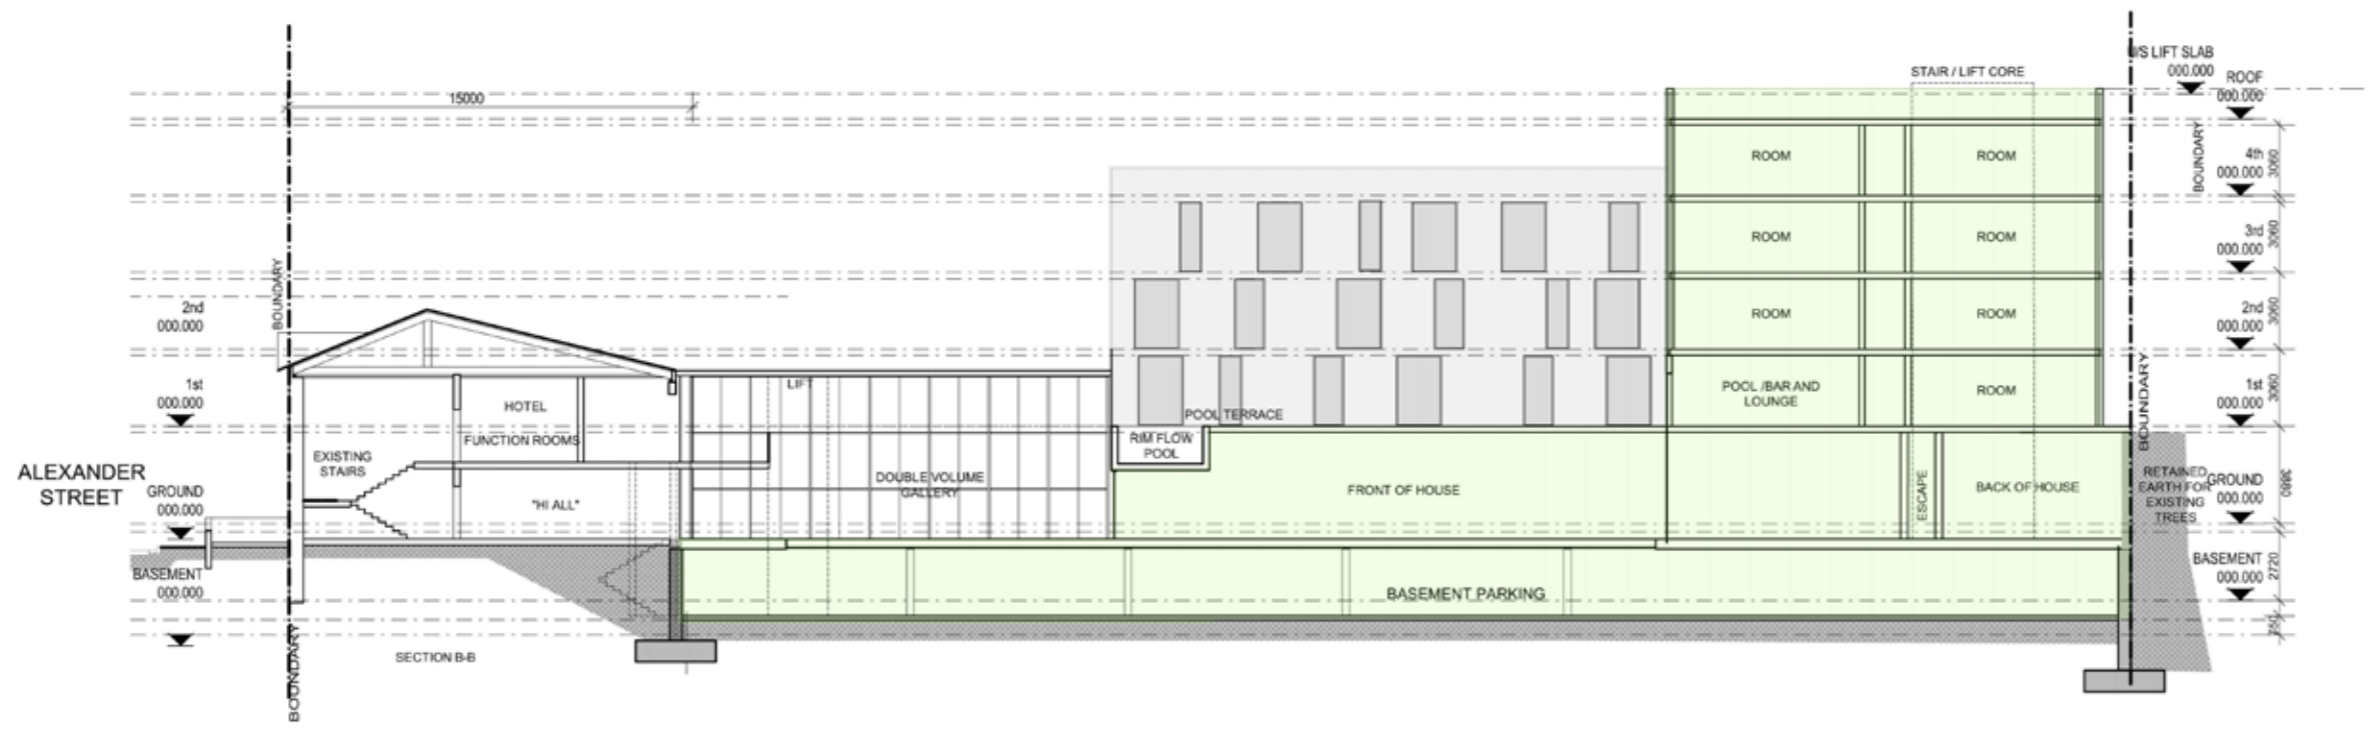 U/S LIFT SLAB
000.000
STAIR / LIFT CORE
ROOF
000.000
15000
BOUNDARY
ROOM
ROOM
4th
000.000
3060
BOUNDARY
ROOM
ROOM
3rd
000.000
3060
2nd
000.000
ROOM
ROOM
2nd
000.000
3060
1st
000.000
LIFT
HOTEL
FUNCTION ROOMS
POOL TERRACE
POOL /BAR AND
LOUNGE
ROOM
1st
000.000
3060
BOUNDARY
EXISTING
STAIRS
RIM FLOW
POOL
ALEXANDER
STREET
GROUND
000.000
"HI ALL"
DOUBLE VOLUME
GALLERY
FRONT OF HOUSE
ESCAPE
BACK OF HOUSE
RETAINED
EARTH FOR
EXISTING
TREES
GROUND
000.000
BASEMENT
000.000
BASEMENT PARKING
BASEMENT
000.000
2720
SECTION B-B
BOUNDARY